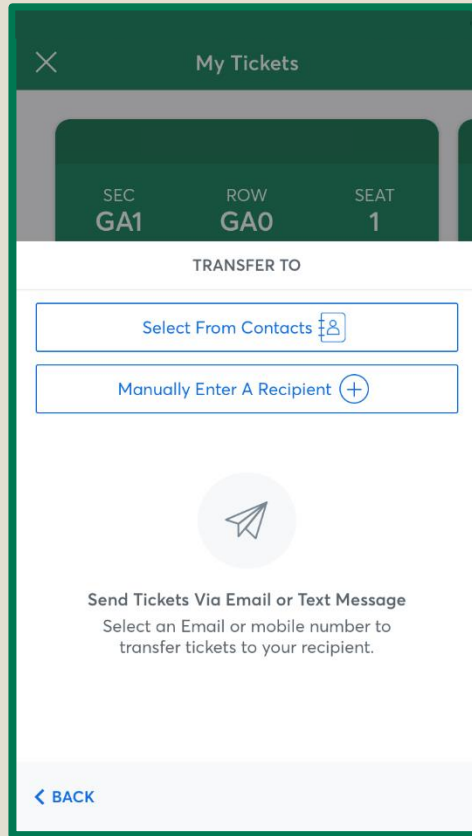 My Tickets
SEC ROW SEAT
GA1 GA0 1
TRANSFER TO
Select From Contacts
Manually Enter A Recipient
Send Tickets Via Email or Text Message
Select an Email or mobile number to
transfer tickets to your recipient.
BACK